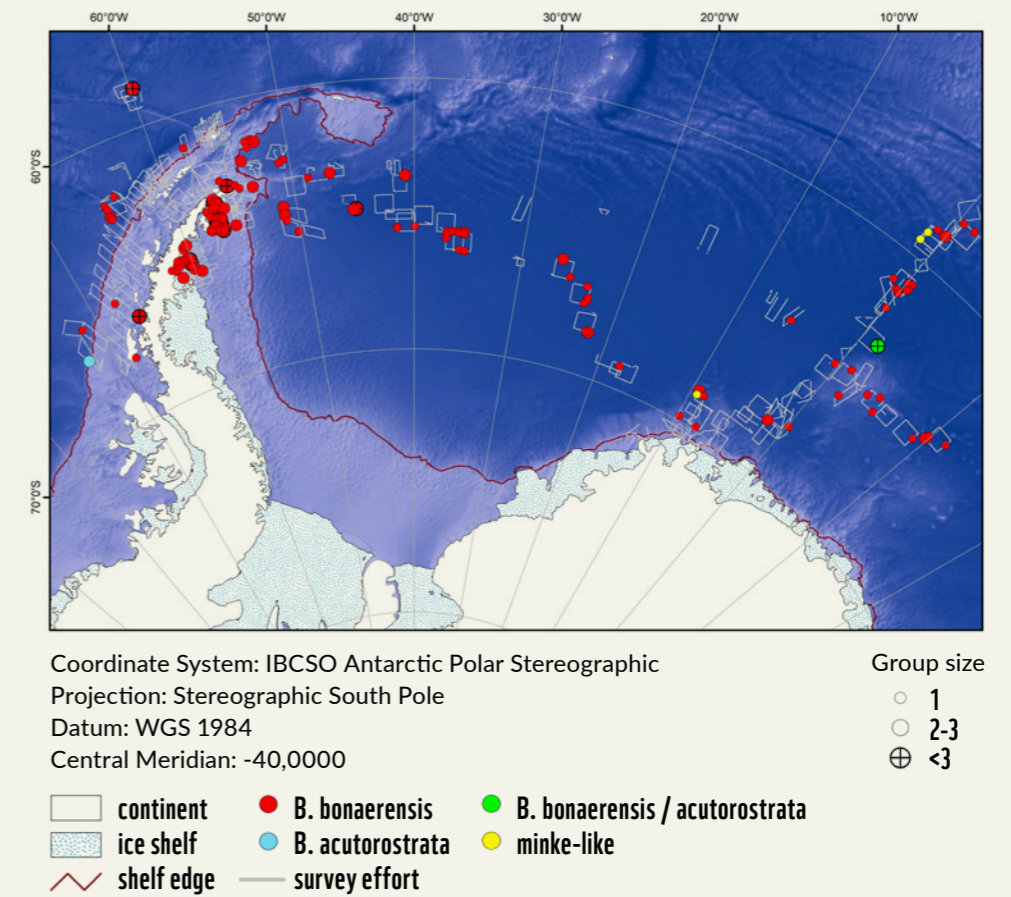 60°0'W 50°0'W 40°0'W 30°0'W 20°0'W 10°0'W
60°0'S
70°0'S
Coordinate System: IBCSO Antarctic Polar Stereographic
Projection: Stereographic South Pole
Datum: WGS 1984
Central Meridian: -40,0000
Group size
1
2-3
<3
continent
ice shelf
shelf edge
B. bonaerensis
B. acutorostrata
survey effort
B. bonaerensis / acutorostrata
minke-like